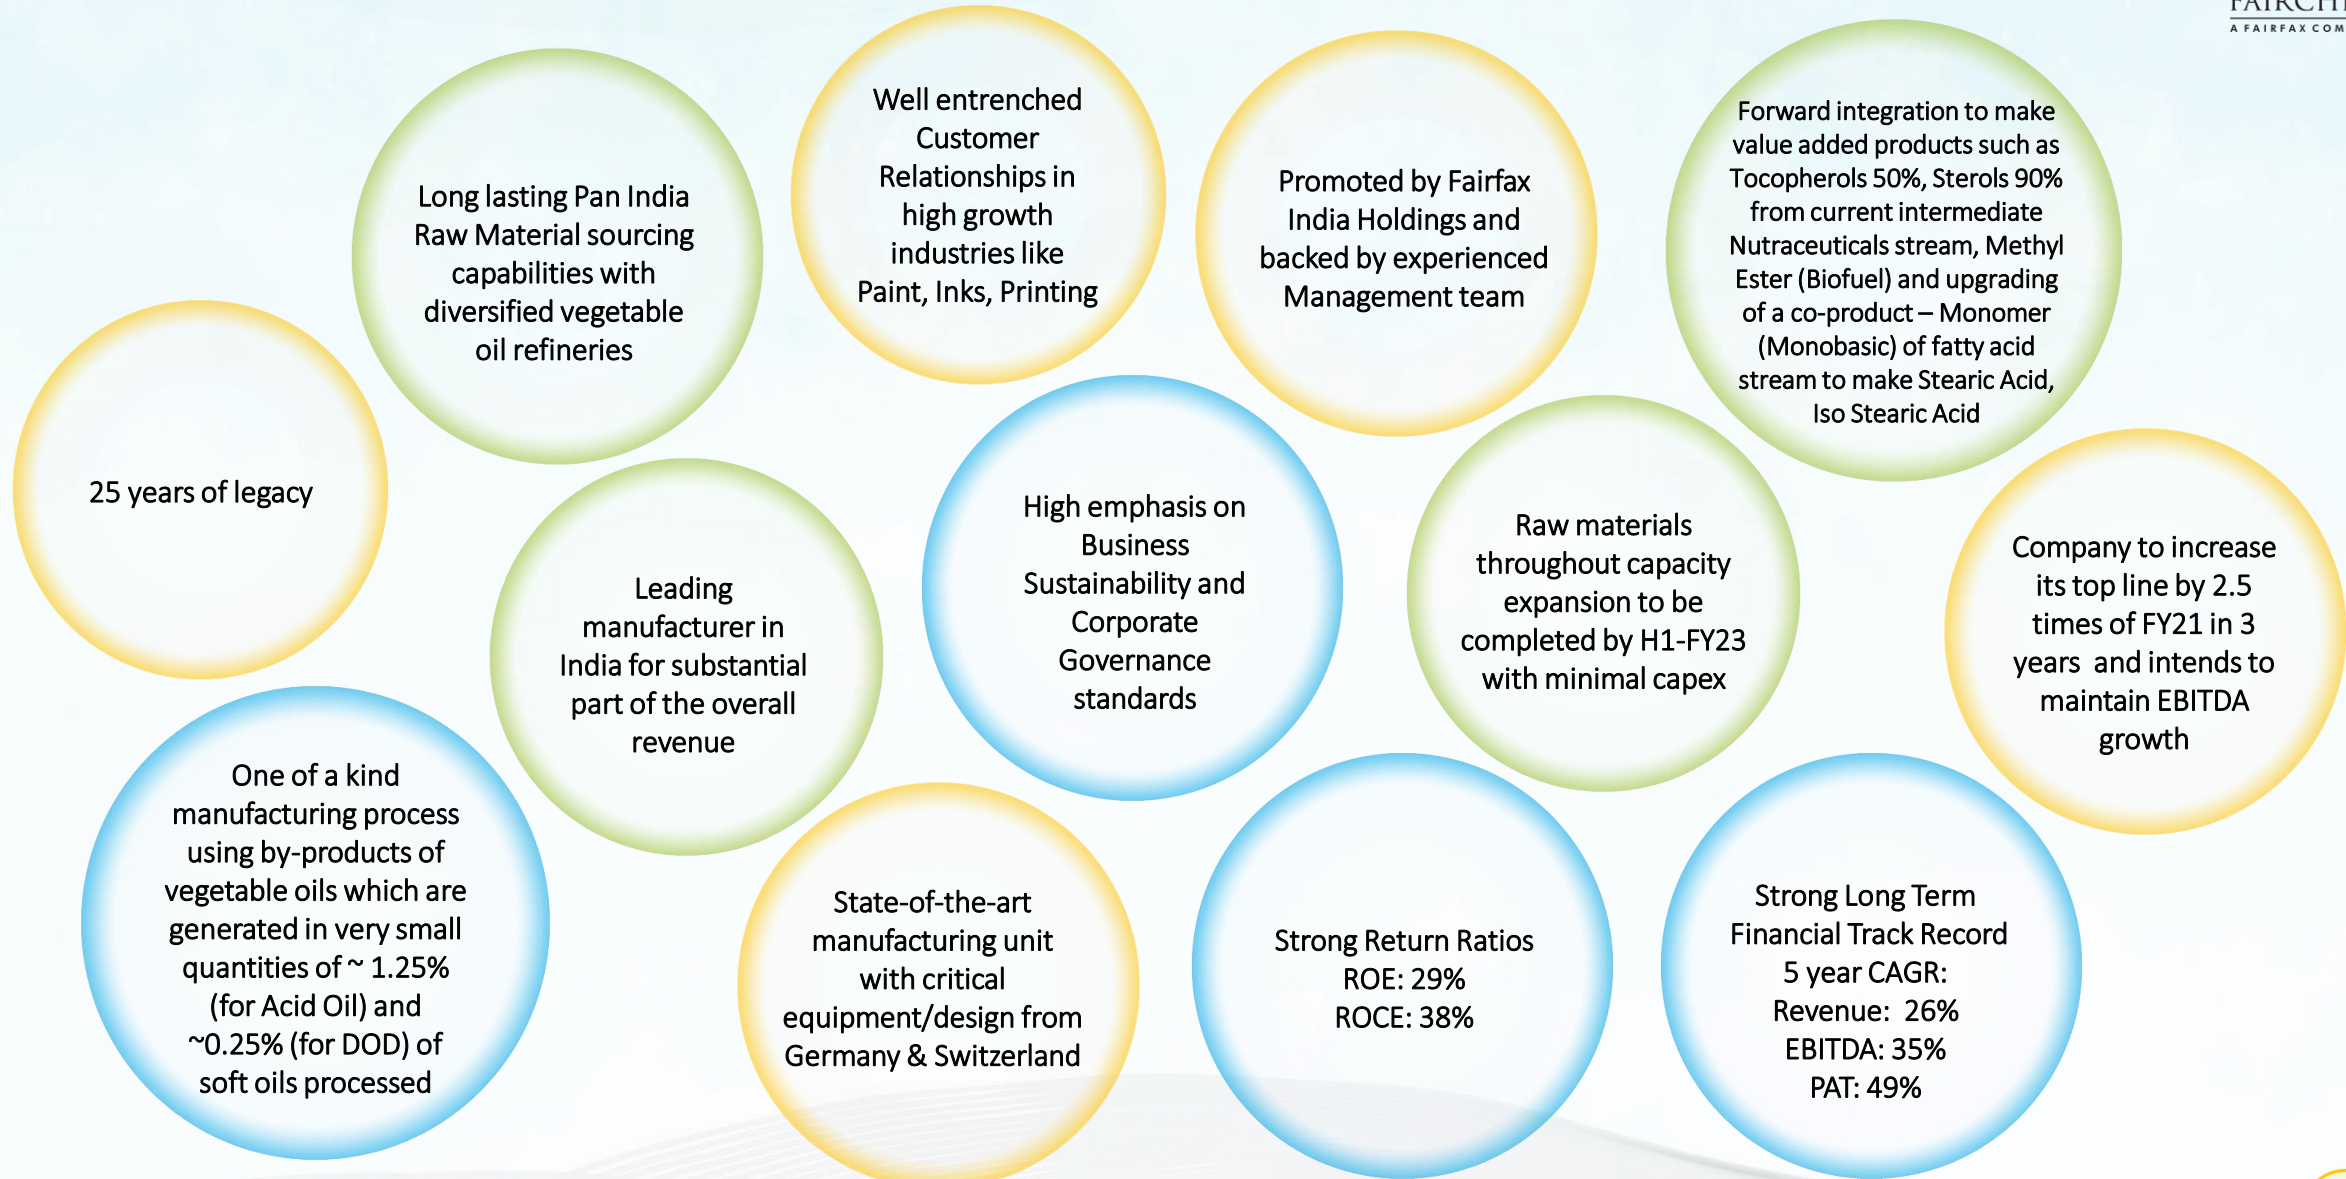 A FAIRFAX COM
Long lasting Pan India
Raw Material sourcing
capabilities with
diversified vegetable
oil refineries
Well entrenched
Customer
Relationships in
high growth
industries like
Paint, Inks, Printing
Promoted by Fairfax
India Holdings and
backed by experienced
Management team
Forward integration to make
value added products such as
Tocopherols 50%, Sterols 90%
from current intermediate
Nutraceuticals stream, Methyl
Ester (Biofuel) and upgrading
of a co-product – Monomer
(Monobasic) of fatty acid
stream to make Stearic Acid,
Iso Stearic Acid
25 years of legacy
Leading
manufacturer in
India for substantial
part of the overall
revenue
High emphasis on
Business
Sustainability and
Corporate
Governance
standards
Raw materials
throughout capacity
expansion to be
completed by H1-FY23
with minimal capex
Company to increase
its top line by 2.5
times of FY21 in 3
years and intends to
maintain EBITDA
growth
One of a kind
manufacturing process
using by-products of
vegetable oils which are
generated in very small
quantities of ~ 1.25%
(for Acid Oil) and
~0.25% (for DOD) of
soft oils processed
State-of-the-art
manufacturing unit
with critical
equipment/design from
Germany & Switzerland
Strong Return Ratios
ROE: 29%
ROCE: 38%
Strong Long Term
Financial Track Record
5 year CAGR:
Revenue: 26%
EBITDA: 35%
PAT: 49%